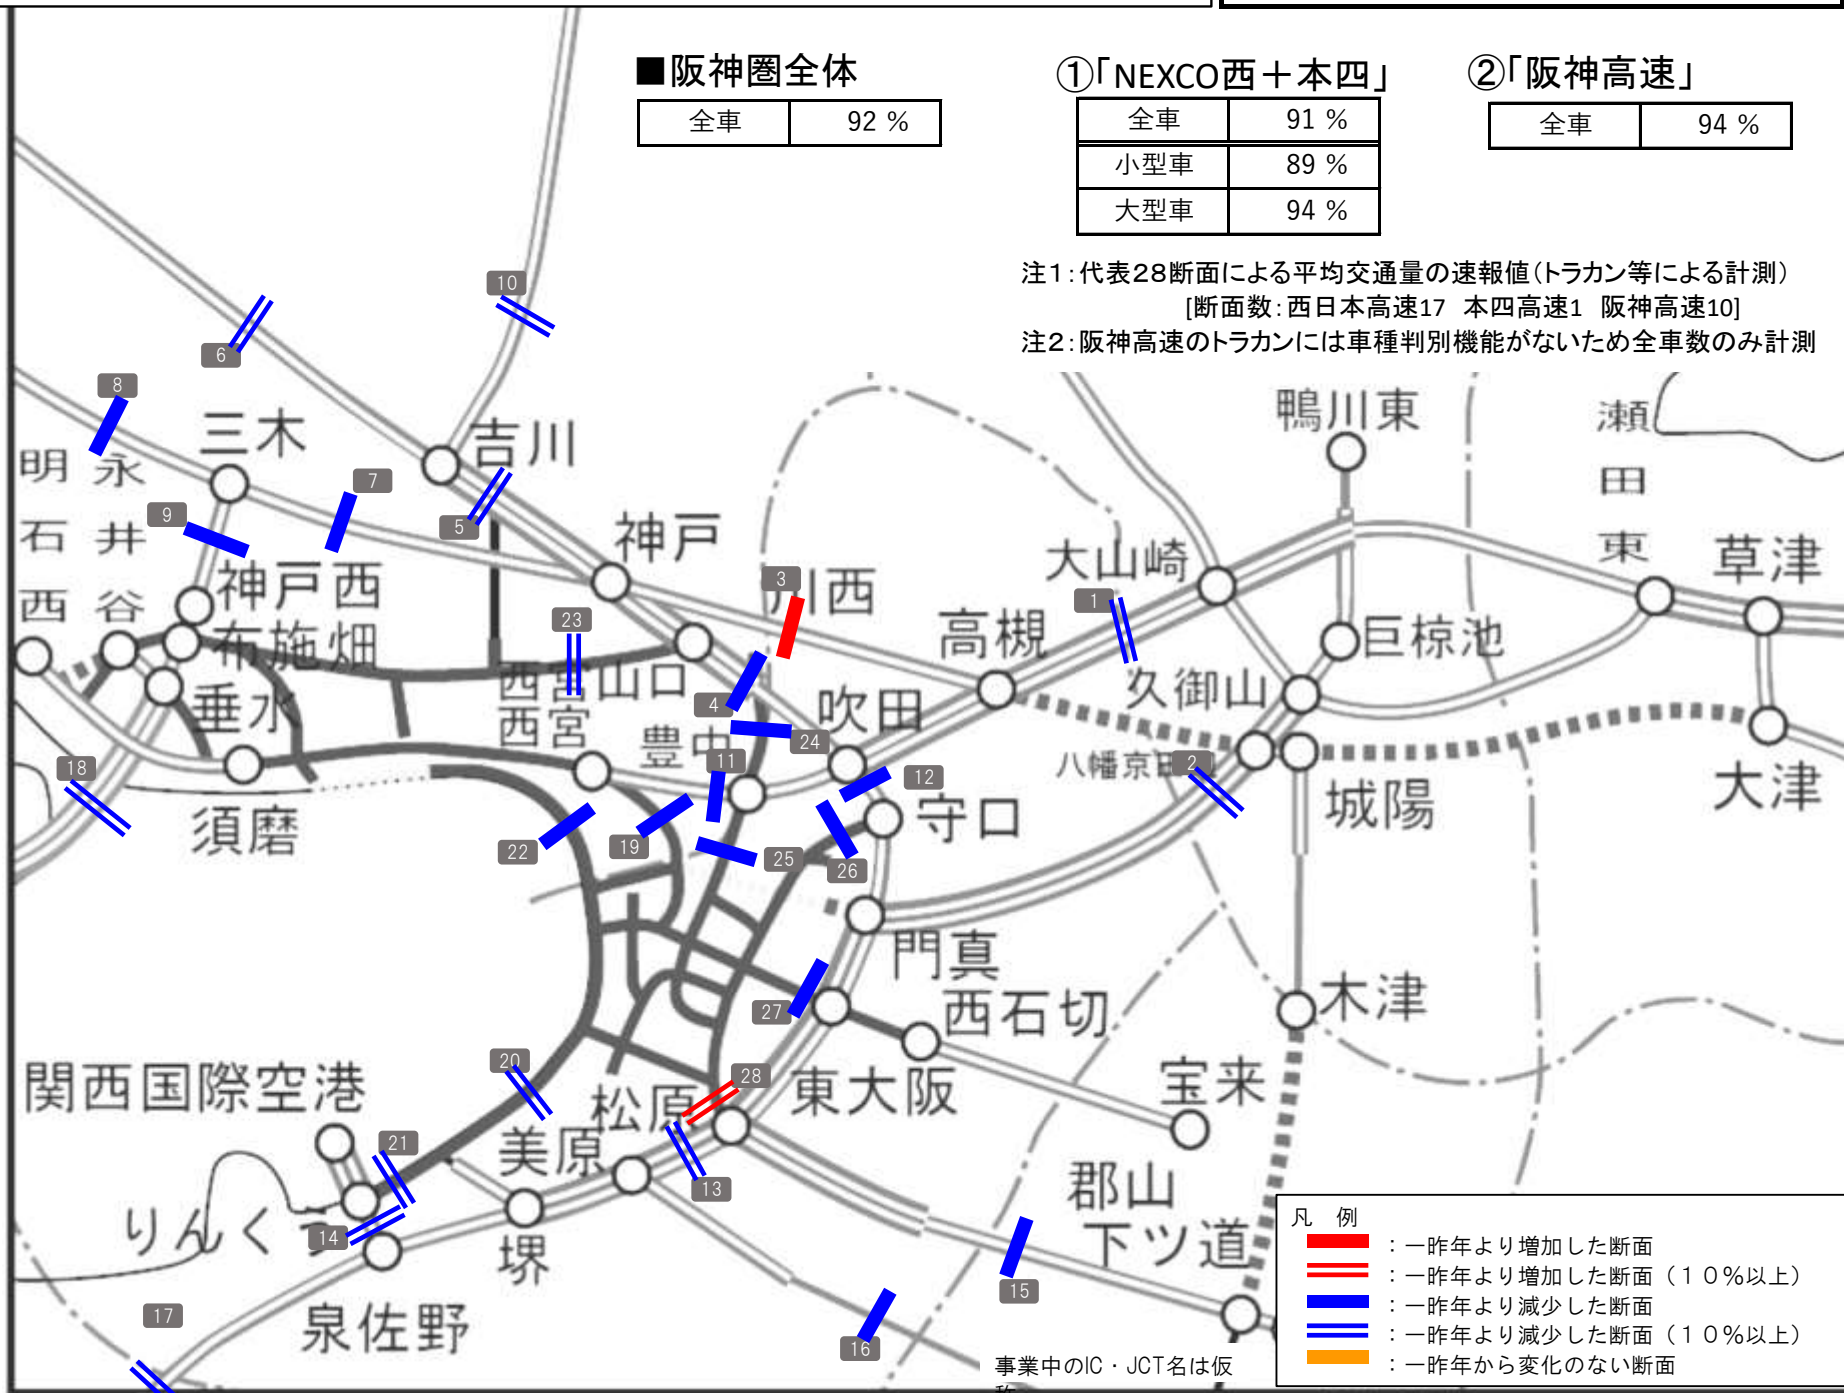 ■阪神圏全体
全車 92 %
①「NEXCO西＋本四」
全車 91 %
小型車 89 %
大型車 94 %
②「阪神高速」
全車 94 %
注1：代表28断面による平均交通量の速報値（トラカン等による計測）
[断面数：西日本高速17 本四高速1 阪神高速10]
注2：阪神高速のトラカンには車種判別機能がないため全車数のみ計測
10
6
8
三木
吉川
鴨川東
瀬田東
明石西
永井谷
7
9
5
神戸
大山崎
草津
神戸西
3
川西
1
高槻
23
布施畑
巨椋池
西宮山口
久御山
4
垂水
吹田
西宮
豊中
24
11
八幡京田
2
18
12
大津
須磨
守口
城陽
22
19
25
26
門真
27
西石切
木津
関西国際空港
20
28
松原
東大阪
宝来
21
美原
13
郡山
下ツ道
りんくう
14
堺
15
17
泉佐野
16
事業中のIC・JCT名は仮
称
凡 例
：一昨年より増加した断面
：一昨年より増加した断面（１０％以上）
：一昨年より減少した断面
：一昨年より減少した断面（１０％以上）
：一昨年から変化のない断面